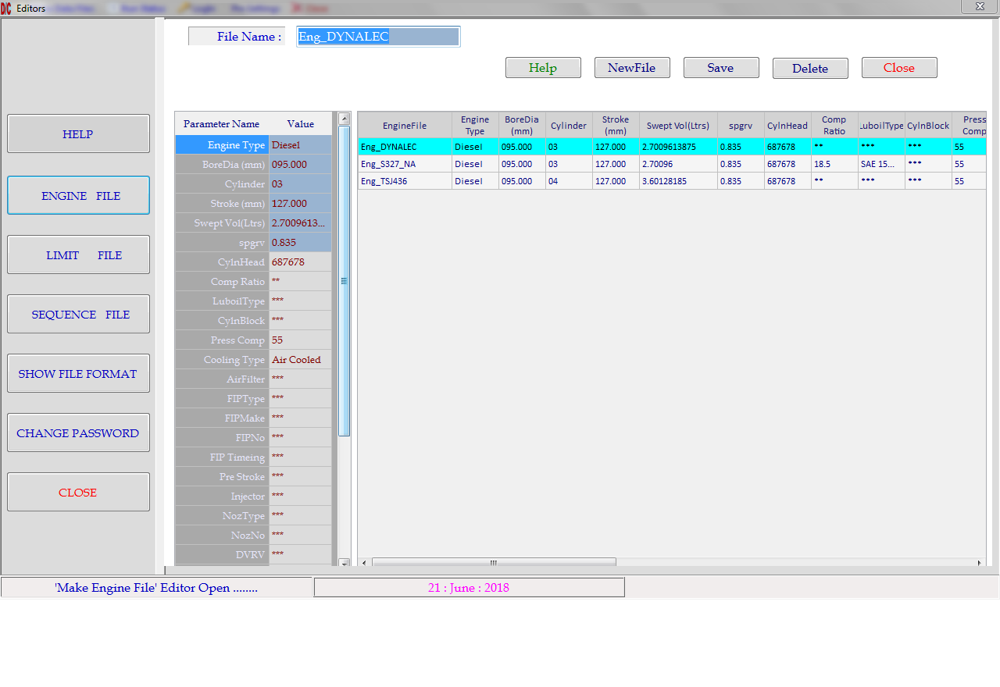 DIC Editors
File Name : Eng_DYNALEC
Help NewFile Save Delete Close
HELP
ENGINE FILE
LIMIT FILE
SEQUENCE FILE
SHOW FILE FORMAT
CHANGE PASSWORD
CLOSE
Parameter Name Value
Engine Type Diesel
BoreDia (mm) 095.000
Cylinder 03
Stroke (mm) 127.000
Swept Vol(Ltrs) 2.7009613...
spgrv 0.835
CylnHead 687678
Comp Ratio **
LuboilType ***
CylnBlock ***
Press Comp 55
Cooling Type Air Cooled
AirFilter ***
FIPType ***
FIPMake ***
FIPNo ***
FIP Timeing ***
Pre Stroke ***
Injector ***
NozType ***
NozNo ***
DVRV ***
EngineFile Engine Type BoreDia (mm) Cylinder Stroke (mm) Swept Vol(Ltrs) spgrv CylnHead Comp Ratio LuboilType CylnBlock Press Comp
Eng_DYNALEC Diesel 095.000 03 127.000 2.7009613875 0.835 687678 ** *** *** 55
Eng_S327_NA Diesel 095.000 03 127.000 2.70096 0.835 687678 18.5 SAE 15... *** 55
Eng_TSJ436 Diesel 095.000 04 127.000 3.60128185 0.835 687678 ** *** *** 55
'Make Engine File' Editor Open ........
21 : June : 2018